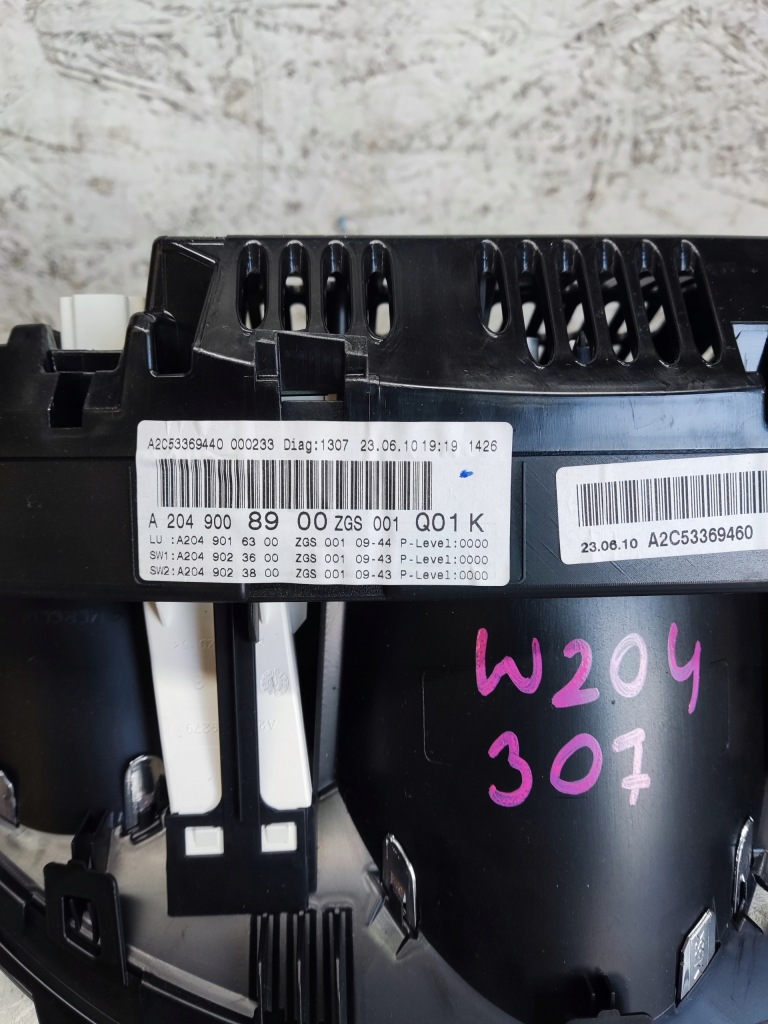 A2C53369440 000233 Diag:1307 23.06.10 19:19 1426
A 204 900 89 00 ZGS 001 Q01 K
LU :A204 901 63 00 ZGS 001 09-44 P-Level:0000
SW1:A204 902 36 00 ZGS 001 09-43 P-Level:0000
SW2:A204 902 38 00 ZGS 001 09-43 P-Level:0000
23.06.10 A2C53369460
W204
307